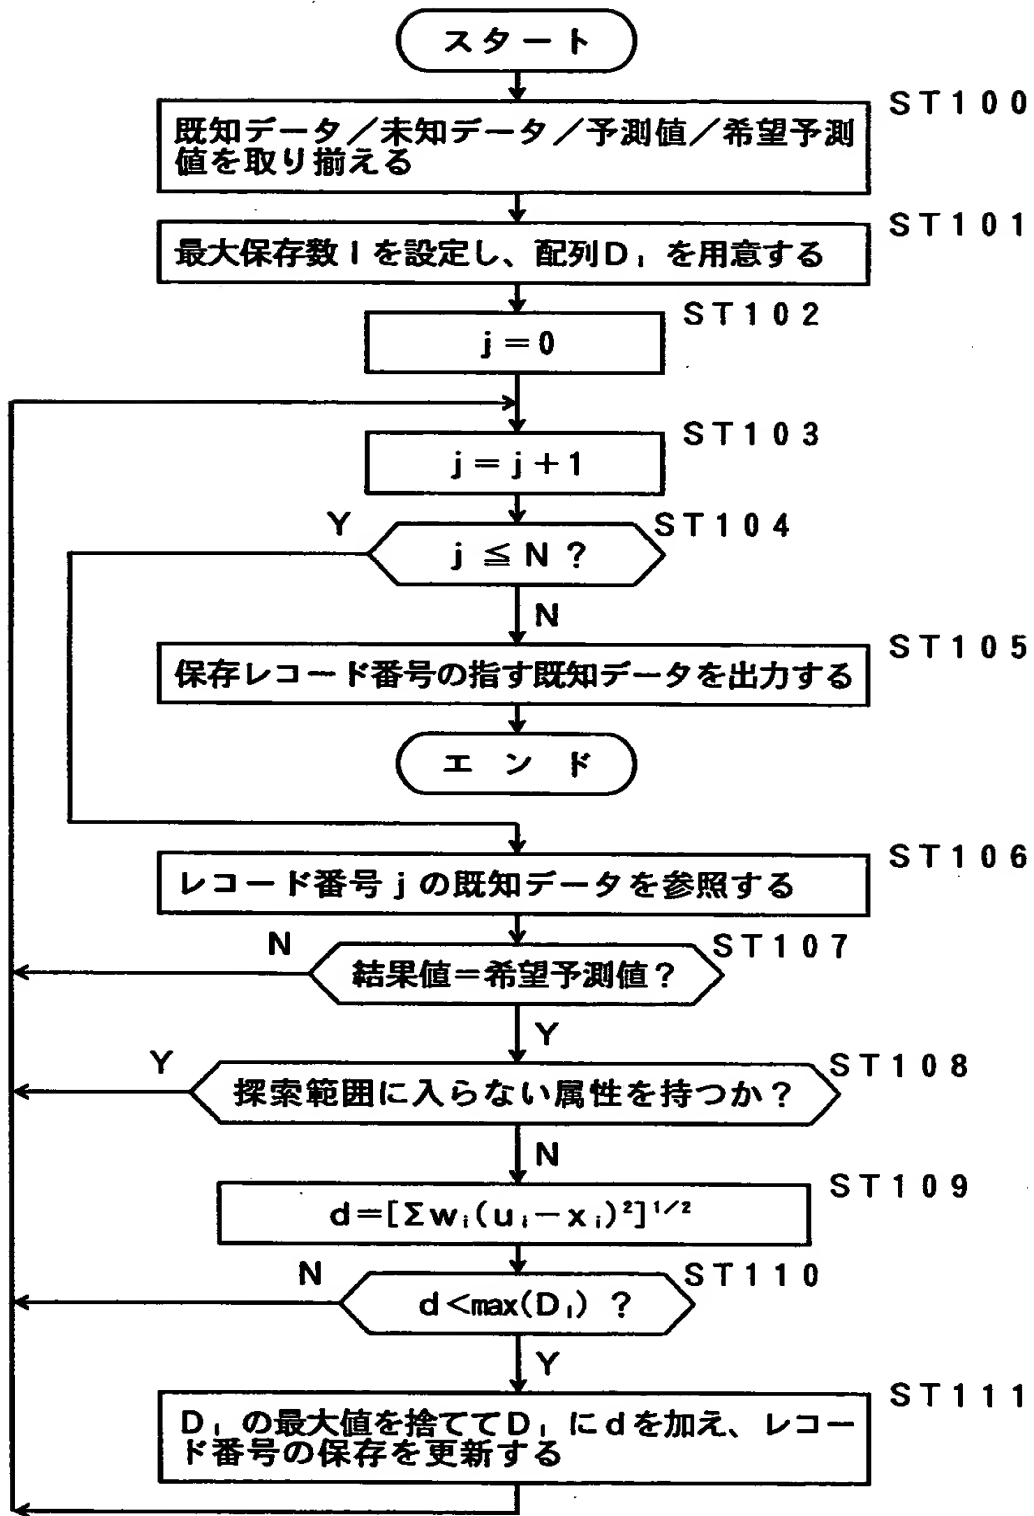 スタート
ST100
既知データ/未知データ/予測値/希望予測
値を取り揃える
ST101
最大保存数Iを設定し、配列Dᵢを用意する
ST102
j=0
ST103
j=j+1
Y
ST104
j≦N?
N
ST105
保存レコード番号の指す既知データを出力する
エンド
ST106
レコード番号jの既知データを参照する
N
ST107
結果値=希望予測値?
Y
Y
ST108
探索範囲に入らない属性を持つか?
N
ST109
d=[Σwᵢ(uᵢ-xᵢ)²]¹/²
N
ST110
d<max(Dᵢ)?
Y
ST111
Dᵢの最大値を捨ててDᵢにdを加え、レコー
ド番号の保存を更新する